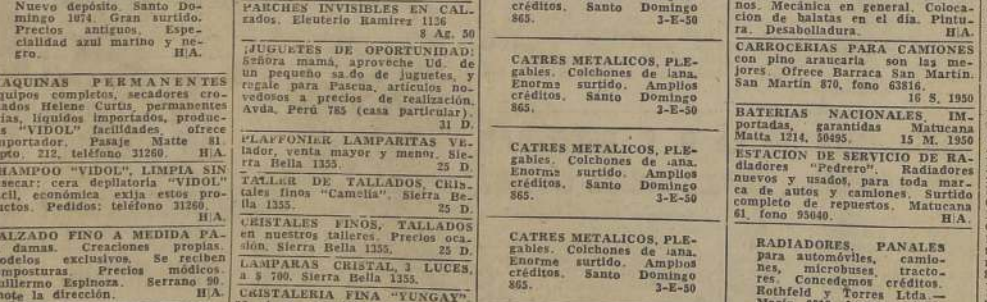 Nuevo depósito. Santo Do-
mingo 1074. Gran surtido.
Precios antiguos. Espe-
cialidad azul marino y ne-
gro. H|A.
AQUINAS PERMANENTES
quipos completos, secadores cro-
ados Helene Curtis, permanentes
rías, líquidos importados, produc-
s "VIDOL" facilidades, ofrece
mportador. Pasaje Matte 81.
pto. 212, teléfono 31260. H|A.
HAMPOO "VIDOL", LIMPIA SIN
secar; cera depilatoria "VIDOL"
cil, económica exija estos pro-
uctos. Pedidos: teléfono 31260.
H|A.
ALZADO FINO A MEDIDA PA-
damas. Creaciones propias.
odelos exclusivos. Se reciben
mposturas. Precios módicos.
uillermo Espinoza. Serrano 90.
note la dirección. H|A.
PARCHES INVISIBLES EN CAL-
zados. Eleuterio Ramírez 1136
8 Ag. 50
¡JUGUETES DE OPORTUNIDAD:
Señora mamá, aproveche Ud. de
un pequeño sa.do de juguetes, y
regale para Pascua, artículos no-
vedosos a precios de realización.
Avda. Perú 765 (casa particular).
31 D.
PLAFFONIER LAMPARITAS VE-
lador, venta mayor y menor. Sie-
rra Bella 1355. 25 D.
TALLER DE TALLADOS, CRIS-
tales finos "Camelia". Sierra Be-
lla 1355. 25 D.
CRISTALES FINOS, TALLADOS
en nuestros talleres. Precios oca-
sión. Sierra Bella 1355. 25 D.
LAMPARAS CRISTAL, 3 LUCES,
a $ 700. Sierra Bella 1355.
CRISTALERIA FINA "YUNGAY"
créditos. Santo Domingo
865. 3-E-50
CATRES METALICOS, PLE-
gables. Colchones de lana.
Enorme surtido. Amplios
créditos. Santo Domingo
865. 3-E-50
CATRES METALICOS, PLE-
gables. Colchones de lana.
Enorme surtido. Amplios
créditos. Santo Domingo
865. 3-E-50
CATRES METALICOS, PLE-
gables. Colchones de lana.
Enorme surtido. Amplios
créditos. Santo Domingo
865. 3-E-50
nos. Mecánica en general. Coloca-
ción de balatas en el día. Pintu-
ra. Desabolladura. H|A.
CARROCERIAS PARA CAMIONES
con pino araucaria son las me-
jores. Ofrece Barraca San Martín.
San Martín 870, fono 63816.
16 S. 1950
BATERIAS NACIONALES, IM-
portadas, garantidas Matucana
Matta 1214, 50495. 15 M. 1950
ESTACION DE SERVICIO DE RA-
diadores "Pedrero". Radiadores
nuevos y usados, para toda mar-
ca de autos y camiones. Surtido
completo de repuestos. Matucana
61, fono 95040. H|A.
RADIADORES, PANALES
para automóviles, camio-
nes, microbuses, tracto-
res. Concedemos créditos.
Rothfeld y Torres Ltda.—